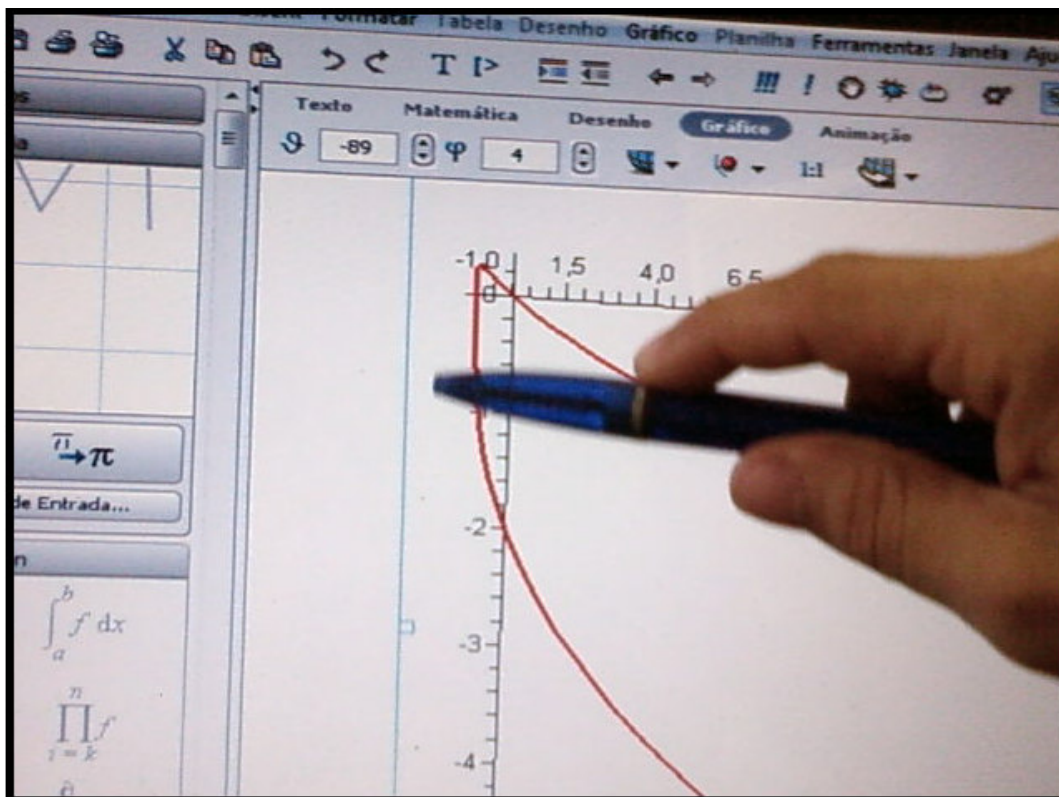 Formatar Tabela Desenho Gráfico Planilha Ferramentas Janela
T
!!! !
Texto Matemática Desenho Gráfico Animação
ϑ -89 φ 4 1:1
-1,0 1,5 4,0 6,5
0
→π
de Entrada...
-2
b
∫ f dx
a
-3
n
∏ f
i = k
-4